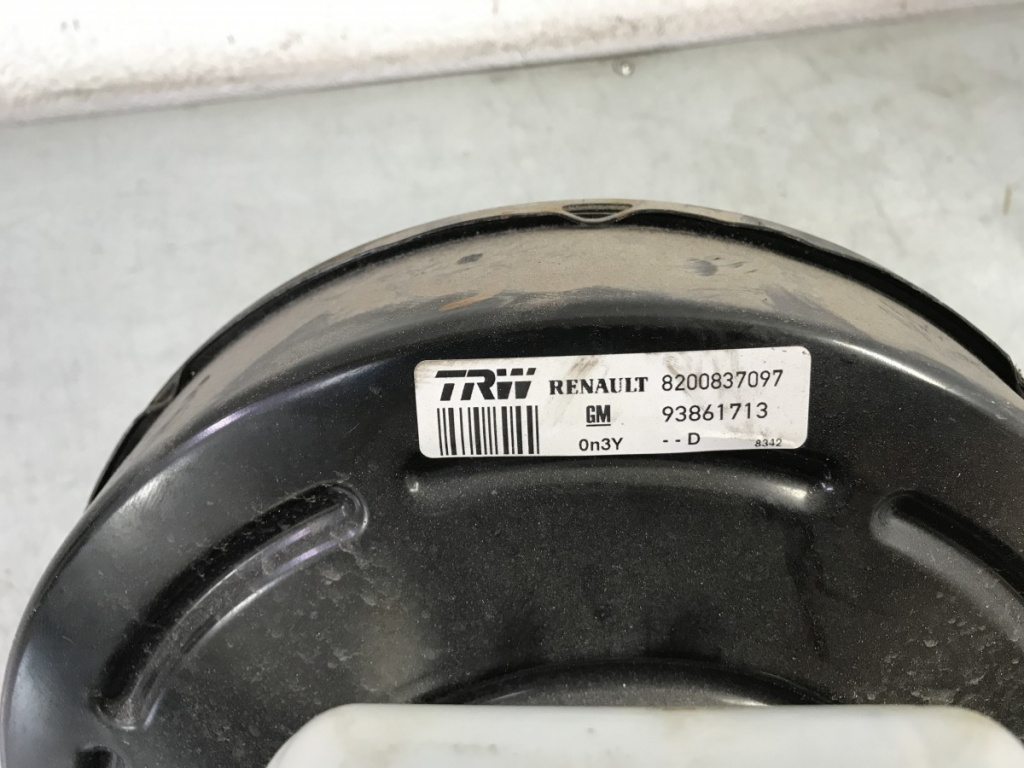 TRW RENAULT 8200837097
GM 93861713
0n3Y -- D 8342